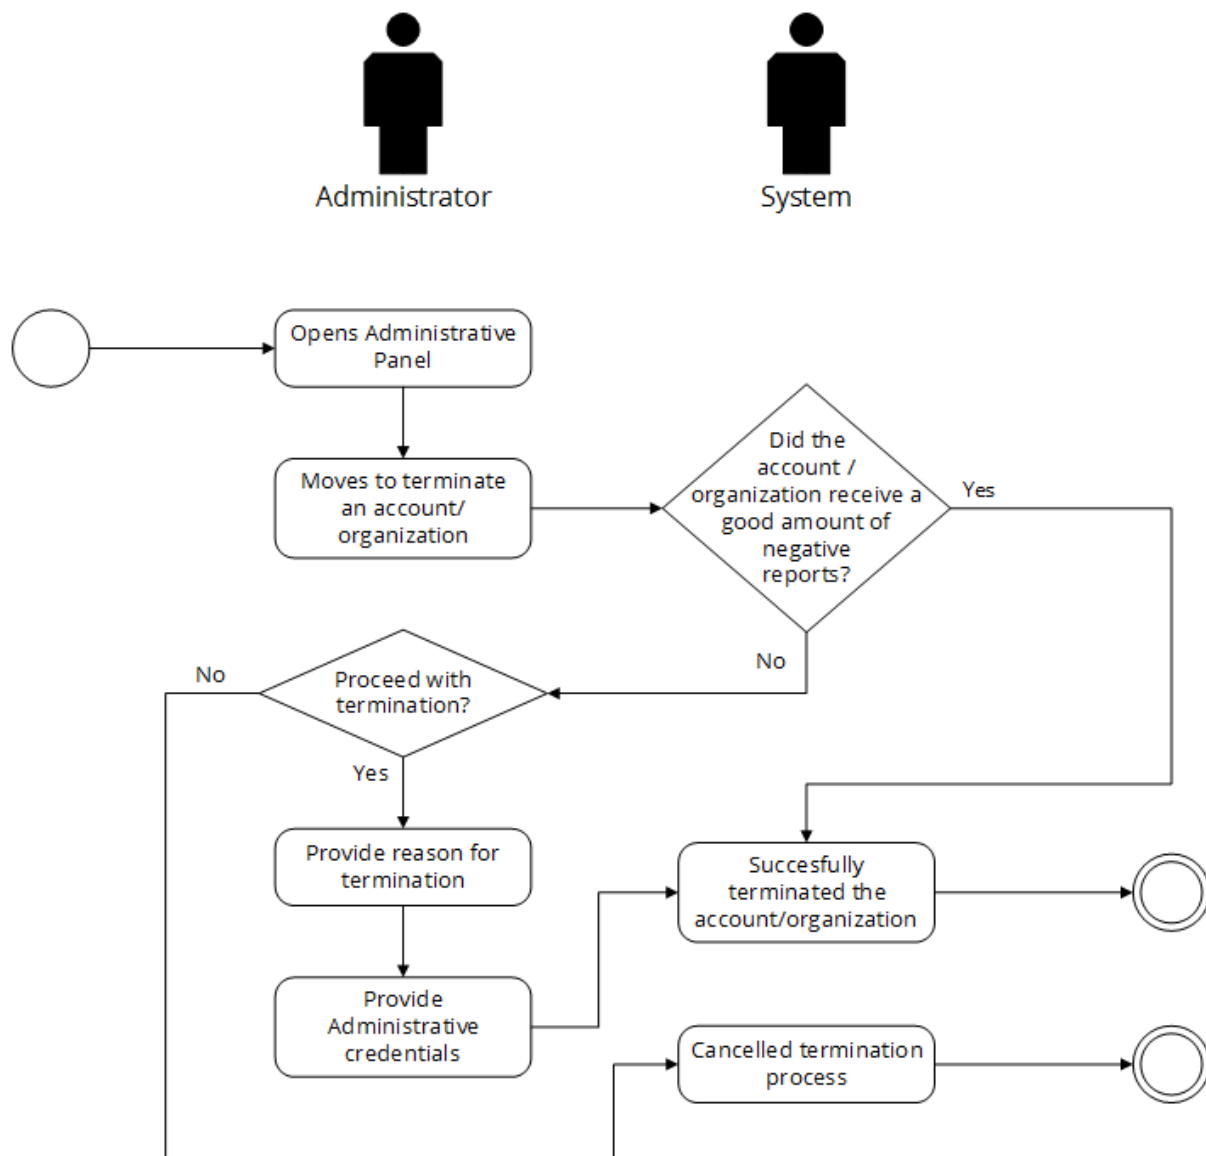 Administrator
System
Opens Administrative
Panel
Moves to terminate
an account/
organization
Did the
account /
organization receive a
good amount of
negative
reports?
Yes
No
Proceed with
termination?
No
Yes
Provide reason for
termination
Succesfully
terminated the
account/organization
Provide
Administrative
credentials
Cancelled termination
process